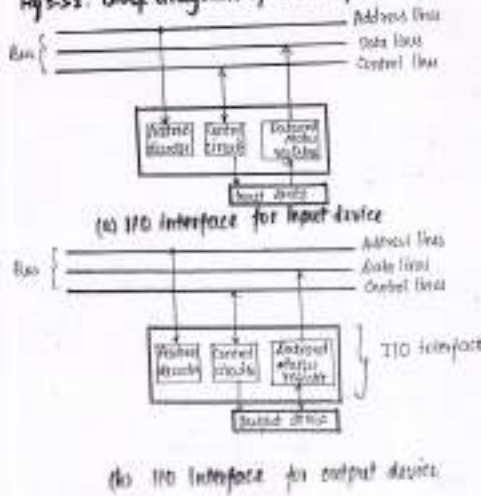 Address lines
Bus
Data lines
Control lines
Address decoder
Control circuits
Data and status registers
Input device
(a) I/O Interface for Input device
Address lines
Bus
Data lines
Control lines
Address decoder
Control circuits
Data and status register
I/O interface
Output device
(b) I/O Interface for output device